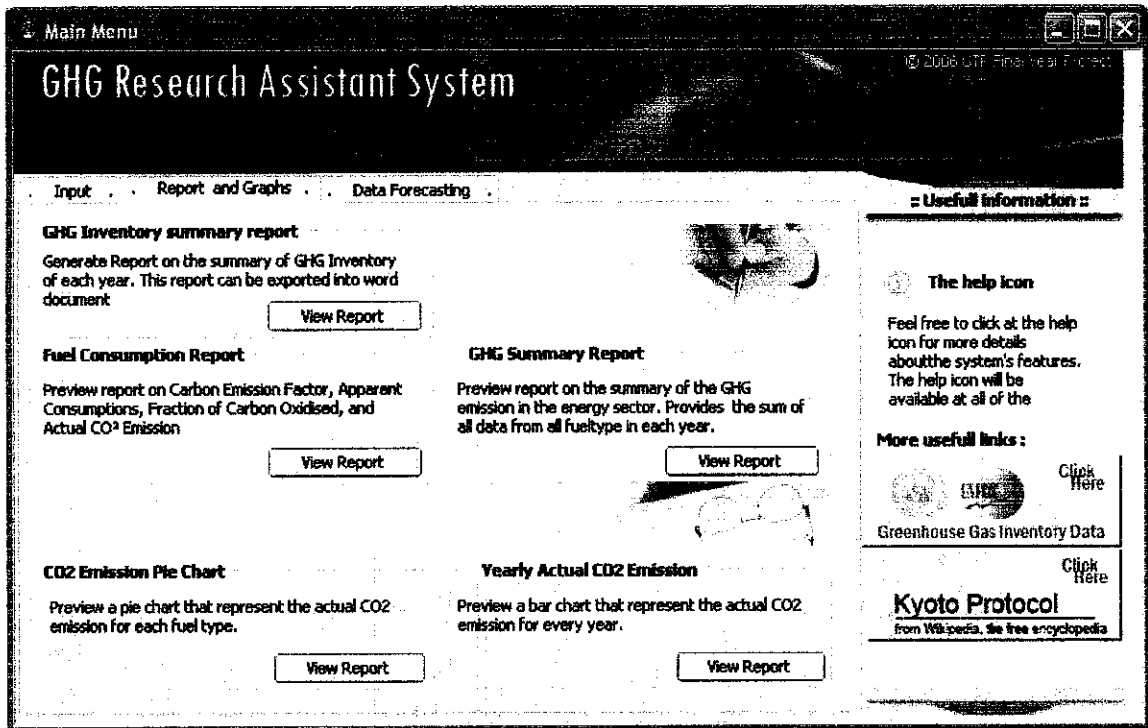 Main Menu
GHG Research Assistant System
© 2006 UTP Final Year Project
Input
Report and Graphs
Data Forecasting
GHG Inventory summary report
Generate Report on the summary of GHG Inventory
of each year. This report can be exported into word
document
View Report
Fuel Consumption Report
Preview report on Carbon Emission Factor, Apparent
Consumptions, Fraction of Carbon Oxidised, and
Actual CO² Emission
View Report
GHG Summary Report
Preview report on the summary of the GHG
emission in the energy sector. Provides the sum of
all data from all fueltype in each year.
View Report
CO2 Emission Pie Chart
Preview a pie chart that represent the actual CO2
emission for each fuel type.
View Report
Yearly Actual CO2 Emission
Preview a bar chart that represent the actual CO2
emission for every year.
View Report
:: Usefull information ::
The help icon
Feel free to click at the help
icon for more details
aboutthe system's features.
The help icon will be
available at all of the
More usefull links :
Click
Here
Greenhouse Gas Inventory Data
Click
Here
Kyoto Protocol
from Wikipedia, the free encyclopedia